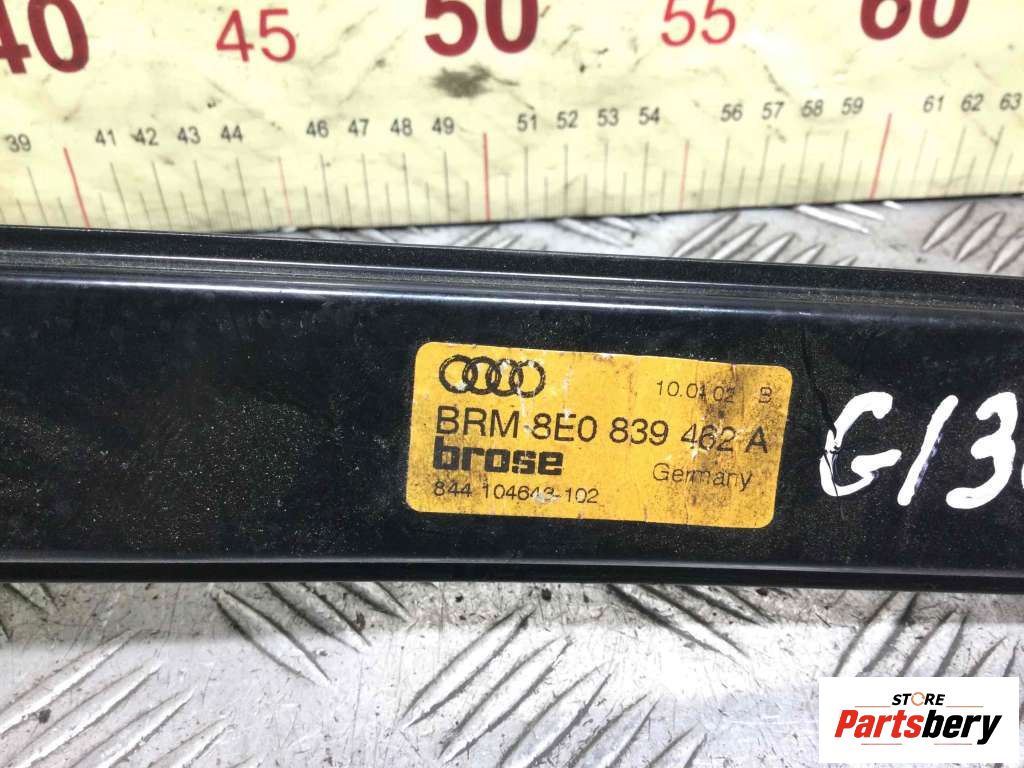 40 45 50 55 60
39 41 42 43 44 46 47 48 49 51 52 53 54 56 57 58 59 61 62 63
10.01.02 B
BRM 8E0 839 462 A
brose Germany
844 104643-102
G13
STORE
Partsbery